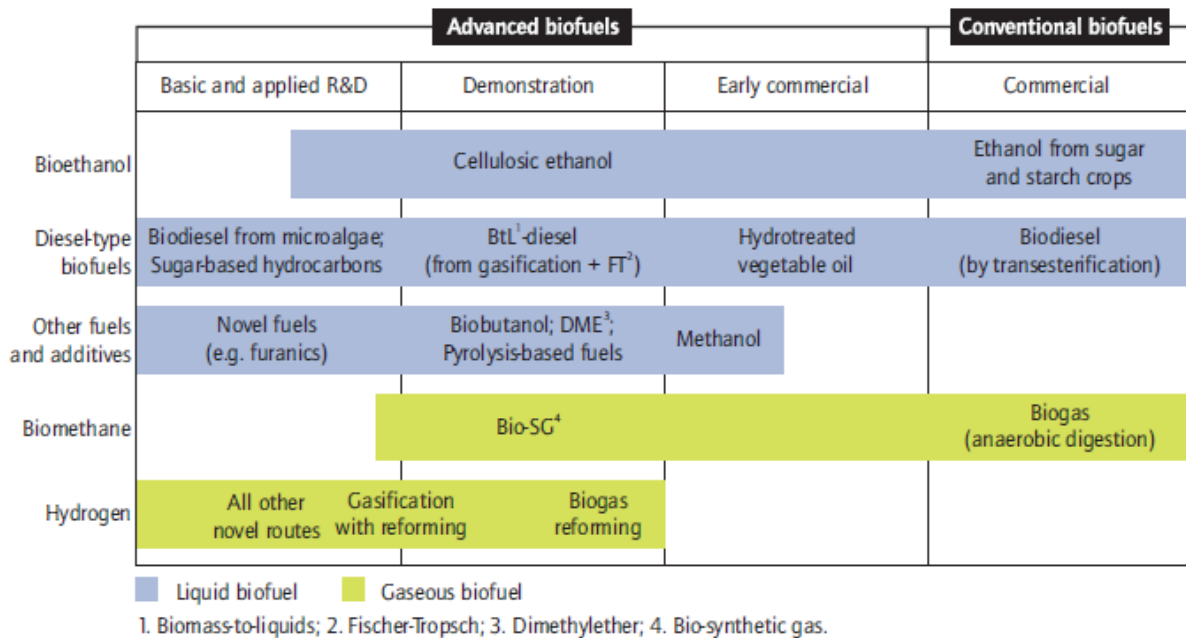 Advanced biofuels Conventional biofuels
Basic and applied R&D Demonstration Early commercial Commercial
Bioethanol
Cellulosic ethanol
Ethanol from sugar
and starch crops
Diesel-type
biofuels
Biodiesel from microalgae;
Sugar-based hydrocarbons
BtL¹-diesel
(from gasification + FT²)
Hydrotreated
vegetable oil
Biodiesel
(by transesterification)
Other fuels
and additives
Novel fuels
(e.g. furanics)
Biobutanol; DME³;
Pyrolysis-based fuels
Methanol
Biomethane
Bio-SG⁴
Biogas
(anaerobic digestion)
Hydrogen
All other
novel routes
Gasification
with reforming
Biogas
reforming
Liquid biofuel Gaseous biofuel
1. Biomass-to-liquids; 2. Fischer-Tropsch; 3. Dimethylether; 4. Bio-synthetic gas.